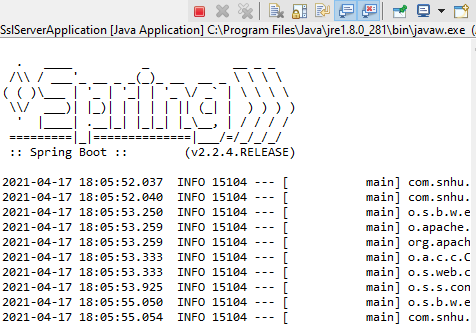 SslServerApplication [Java Application] C:\Program Files\Java\jre1.8.0_281\bin\javaw.exe (
  .   ____          _            __ _ _
 /\\ / ___'_ __ _ _(_)_ __  __ _ \ \ \ \
( ( )\___ | '_ | '_| | '_ \/ _` | \ \ \ \
 \\/  ___)| |_)| | | | | || (_| |  ) ) ) )
  '  |____| .__|_| |_|_| |_\__, | / / / /
 =========|_|==============|___/=/_/_/_/
 :: Spring Boot ::        (v2.2.4.RELEASE)
2021-04-17 18:05:52.037  INFO 15104 --- [           main] com.snhu.
2021-04-17 18:05:52.040  INFO 15104 --- [           main] com.snhu.
2021-04-17 18:05:53.250  INFO 15104 --- [           main] o.s.b.w.e
2021-04-17 18:05:53.259  INFO 15104 --- [           main] o.apache.
2021-04-17 18:05:53.259  INFO 15104 --- [           main] org.apach
2021-04-17 18:05:53.333  INFO 15104 --- [           main] o.a.c.c.C
2021-04-17 18:05:53.333  INFO 15104 --- [           main] o.s.web.c
2021-04-17 18:05:53.925  INFO 15104 --- [           main] o.s.s.con
2021-04-17 18:05:55.050  INFO 15104 --- [           main] o.s.b.w.e
2021-04-17 18:05:55.054  INFO 15104 --- [           main] com.snhu.